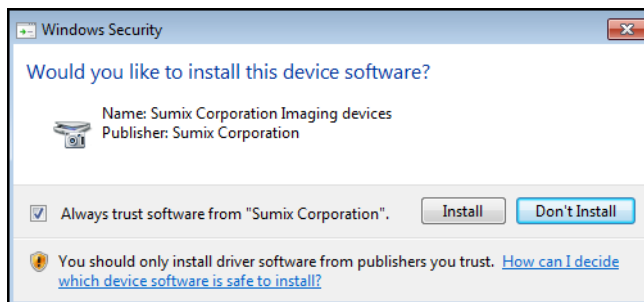 Windows Security
Would you like to install this device software?
Name: Sumix Corporation Imaging devices
Publisher: Sumix Corporation
Always trust software from "Sumix Corporation".
Install
Don't Install
You should only install driver software from publishers you trust. How can I decide
which device software is safe to install?